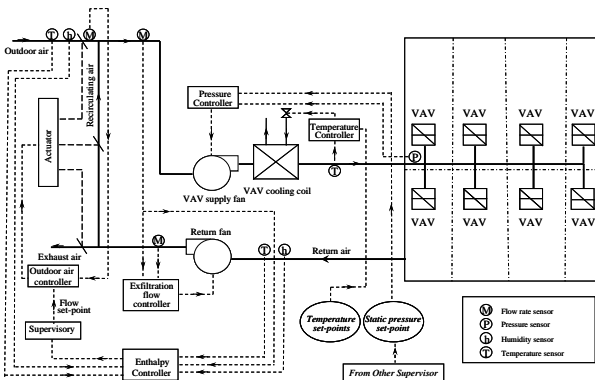 Outdoor air
T
h
M
M
Recirculating air
Actuator
Pressure
Controller
Temperature
Controller
T
P
VAV supply fan
VAV cooling coil
VAV
VAV
VAV
VAV
VAV
VAV
VAV
VAV
Exhaust air
M
Return fan
T
h
Return air
Outdoor air
controller
Flow
set-point
Exfiltration
flow
controller
Supervisory
Enthalpy
Controller
Temperature
set-points
Static pressure
set-point
From Other Supervisor
M Flow rate sensor
P Pressure sensor
h Humidity sensor
T Temperature sensor